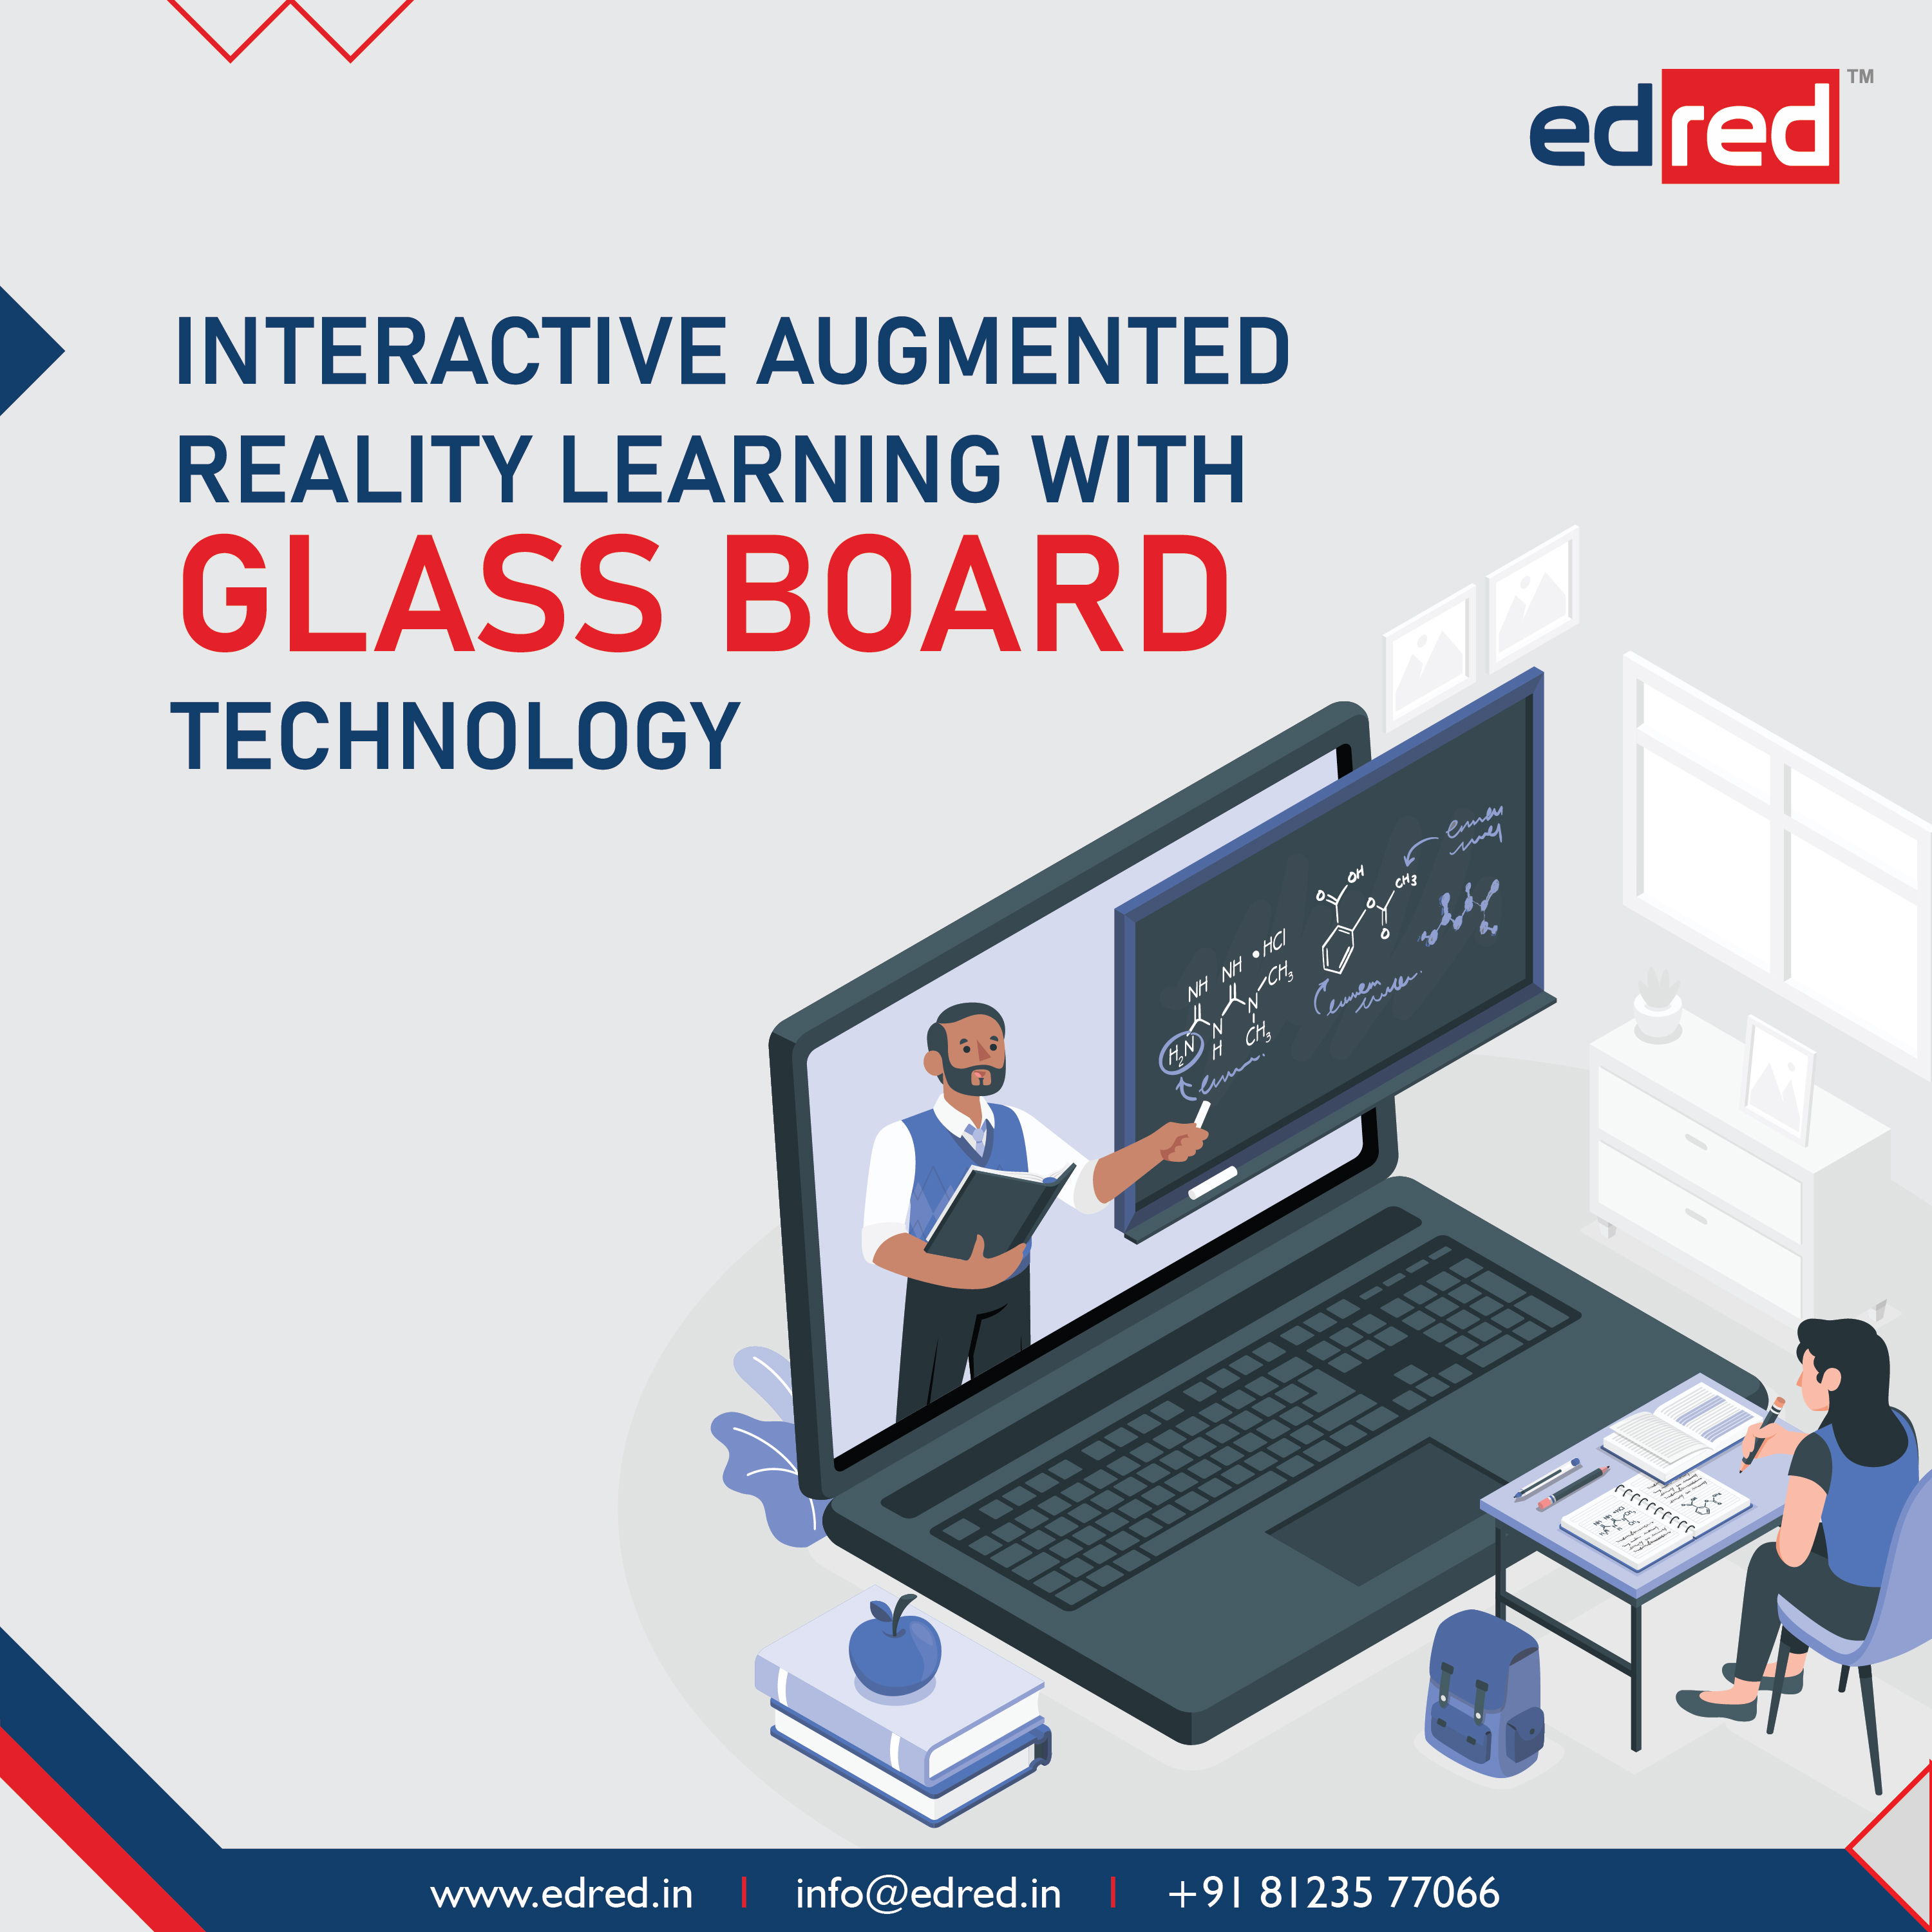 edred™
INTERACTIVE AUGMENTED
REALITY LEARNING WITH
GLASS BOARD
TECHNOLOGY
OH
O
CH3
O
O
HCl
NH
NH
CH3
N
N
H
CH3
H2N
www.edred.in | info@edred.in | +91 81235 77066